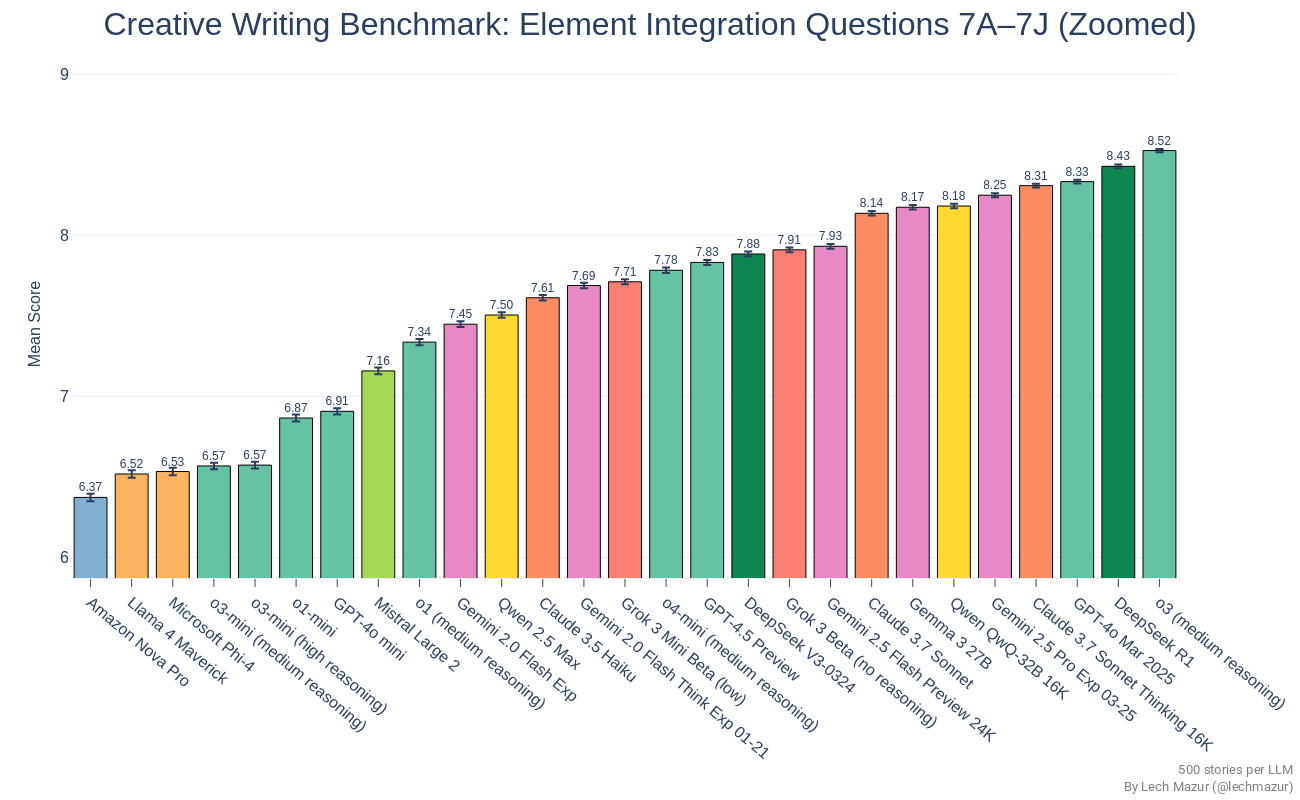 Creative Writing Benchmark: Element Integration Questions 7A–7J (Zoomed)
Mean Score
9
8
7
6
6.37
6.52
6.53
6.57
6.57
6.87
6.91
7.16
7.34
7.45
7.50
7.61
7.69
7.71
7.78
7.83
7.88
7.91
7.93
8.14
8.17
8.18
8.25
8.31
8.33
8.43
8.52
Amazon Nova Pro
Llama 4 Maverick
Microsoft Phi-4
o3-mini (medium reasoning)
o3-mini (high reasoning)
o1-mini
GPT-4o mini
Mistral Large 2
o1 (medium reasoning)
Gemini 2.0 Flash Exp
Qwen 2.5 Max
Claude 3.5 Haiku
Gemini 2.0 Flash Think Exp 01-21
Grok 3 Mini Beta (low)
o4-mini (medium reasoning)
GPT-4.5 Preview
DeepSeek V3-0324
Grok 3 Beta (no reasoning)
Gemini 2.5 Flash Preview 24K
Claude 3.7 Sonnet
Gemma 3 27B
Qwen QwQ-32B 16K
Gemini 2.5 Pro Exp 03-25
Claude 3.7 Sonnet Thinking 16K
GPT-4o Mar 2025
DeepSeek R1
o3 (medium reasoning)
500 stories per LLM
By Lech Mazur (@lechmazur)